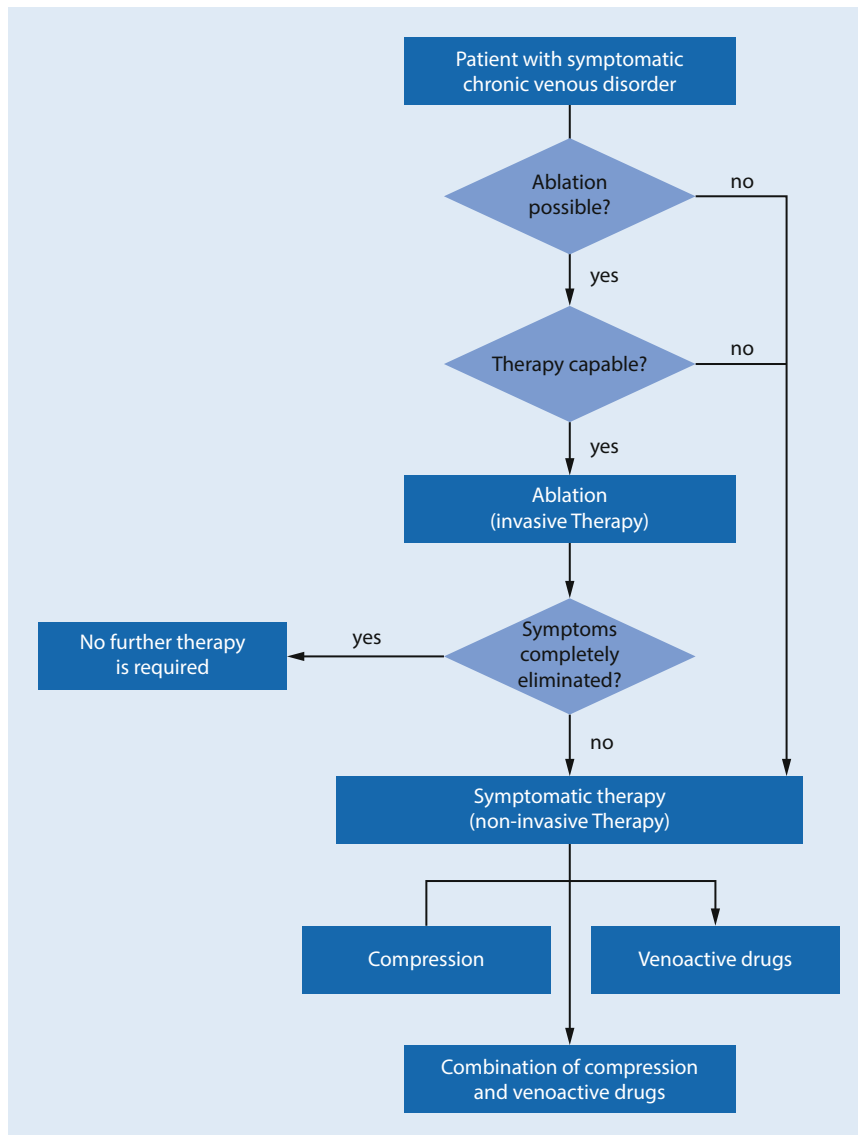 Patient with symptomatic
chronic venous disorder
Ablation
possible?
no
yes
Therapy capable?
no
yes
Ablation
(invasive Therapy)
Symptoms
completely
eliminated?
yes
No further therapy
is required
no
Symptomatic therapy
(non-invasive Therapy)
Compression
Venoactive drugs
Combination of compression
and venoactive drugs